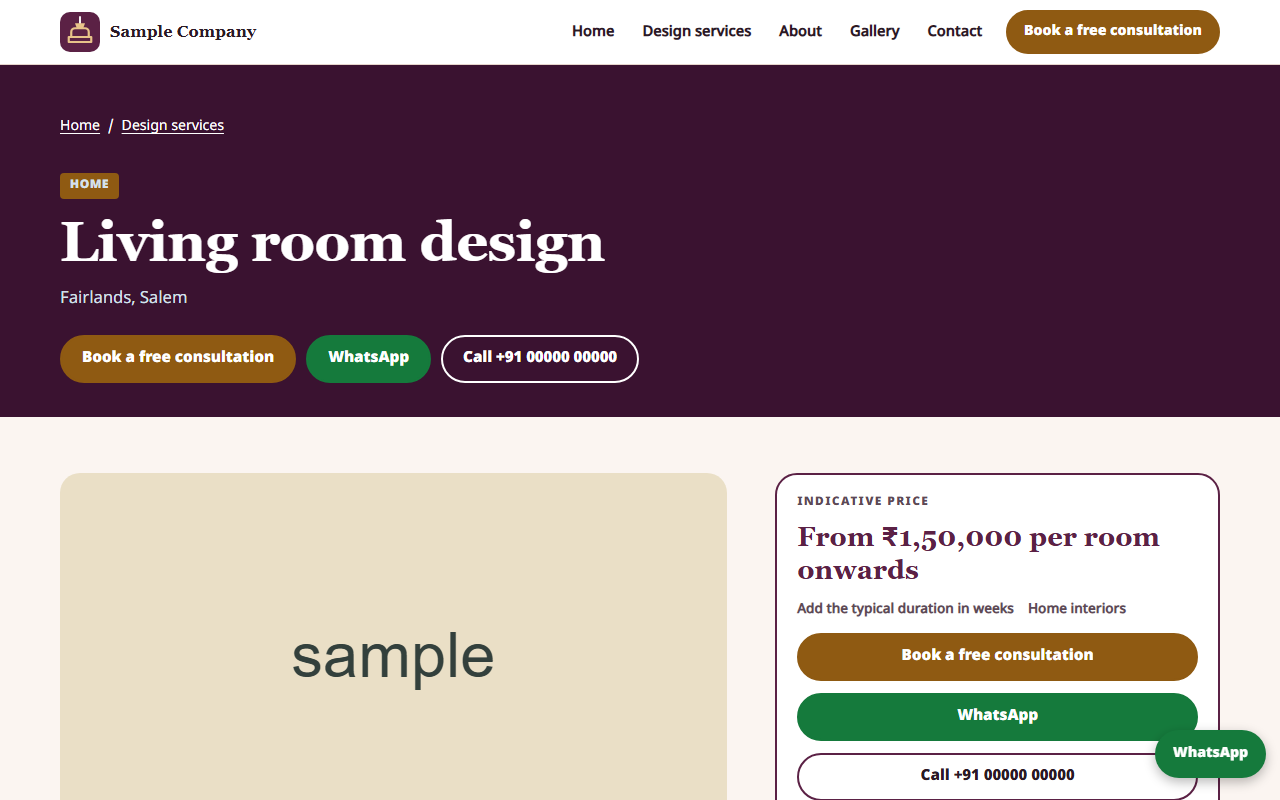 Sample Company
Home
Design services
About
Gallery
Contact
Book a free consultation
Home / Design services
HOME
Living room design
Fairlands, Salem
Book a free consultation
WhatsApp
Call +91 00000 00000
sample
INDICATIVE PRICE
From ₹1,50,000 per room
onwards
Add the typical duration in weeks
Home interiors
Book a free consultation
WhatsApp
Call +91 00000 00000
WhatsApp